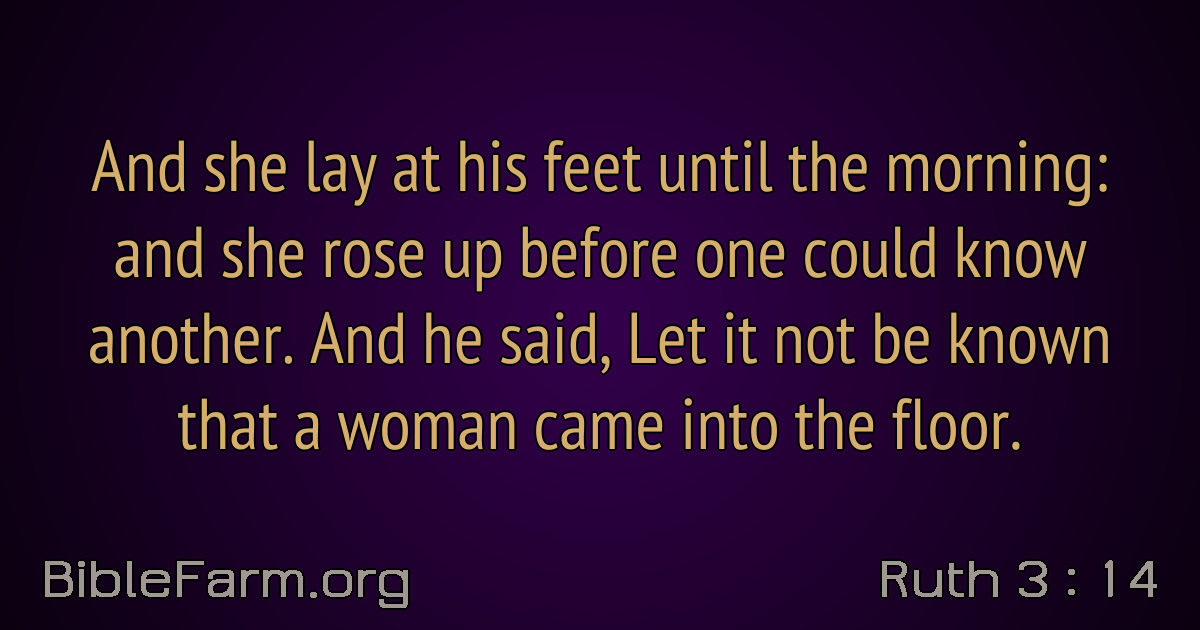 And she lay at his feet until the morning:
and she rose up before one could know
another. And he said, Let it not be known
that a woman came into the floor.
BibleFarm.org
Ruth 3 : 14